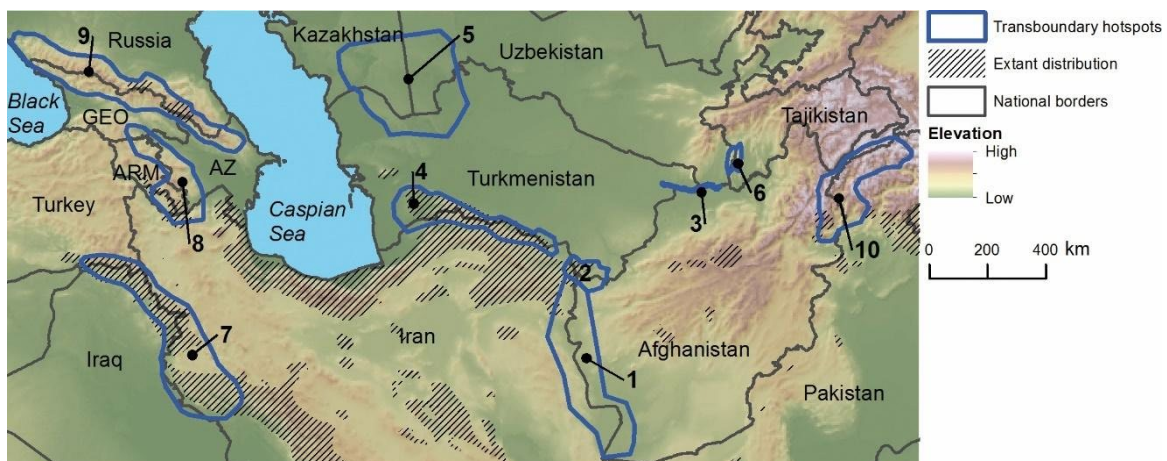 9
Russia
Kazakhstan
5
Uzbekistan
Black
Sea
GEO
Tajikistan
ARM
AZ
4
Turkmenistan
6
3
Turkey
Caspian
Sea
8
10
2
Iran
7
Iraq
Afghanistan
1
Pakistan
Transboundary hotspots
Extant distribution
National borders
Elevation
High
Low
0 200 400 km